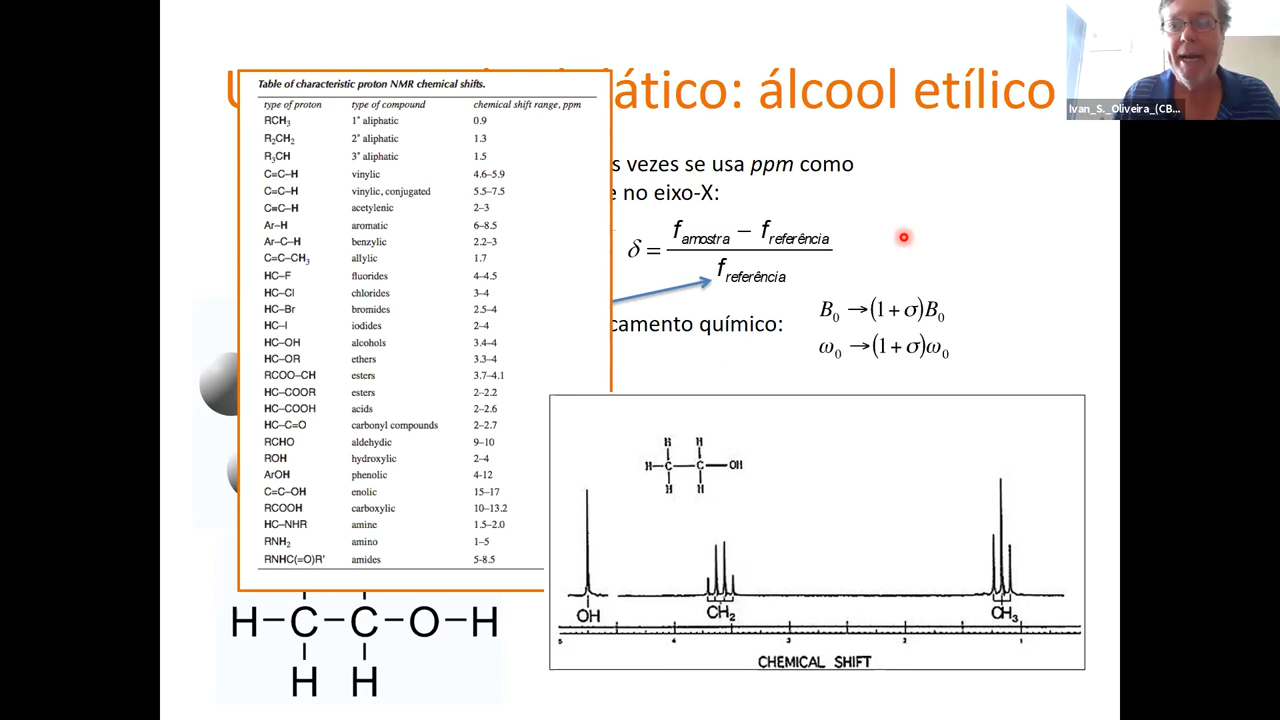 lático: álcool etílico
Ivan_S._Oliveira_(CB...
Table of characteristic proton NMR chemical shifts.
type of proton type of compound chemical shift range, ppm
RCH₃ 1° aliphatic 0.9
R₂CH₂ 2° aliphatic 1.3
R₃CH 3° aliphatic 1.5
C=C–H vinylic 4.6–5.9
C=C–H vinylic, conjugated 5.5–7.5
C≡C–H acetylenic 2–3
Ar–H aromatic 6–8.5
Ar–C–H benzylic 2.2–3
C=C–CH₃ allylic 1.7
HC–F fluorides 4–4.5
HC–Cl chlorides 3–4
HC–Br bromides 2.5–4
HC–I iodides 2–4
HC–OH alcohols 3.4–4
HC–OR ethers 3.3–4
RCOO–CH esters 3.7–4.1
HC–COOR esters 2–2.2
HC–COOH acids 2–2.6
HC–C=O carbonyl compounds 2–2.7
RCHO aldehydic 9–10
ROH hydroxylic 2–4
ArOH phenolic 4-12
C=C–OH enolic 15–17
RCOOH carboxylic 10–13.2
HC–NHR amine 1.5–2.0
RNH₂ amino 1–5
RNHC(=O)R' amides 5-8.5
s vezes se usa ppm como
e no eixo-X:
δ = (f amostra − f referência) / f referência
camento químico:
B₀ → (1 + σ)B₀
ω₀ → (1 + σ)ω₀
H H
H–C–C–OH
H H
OH CH₂ CH₃
5 4 3 2 1
CHEMICAL SHIFT
H–C–C–O–H
H H